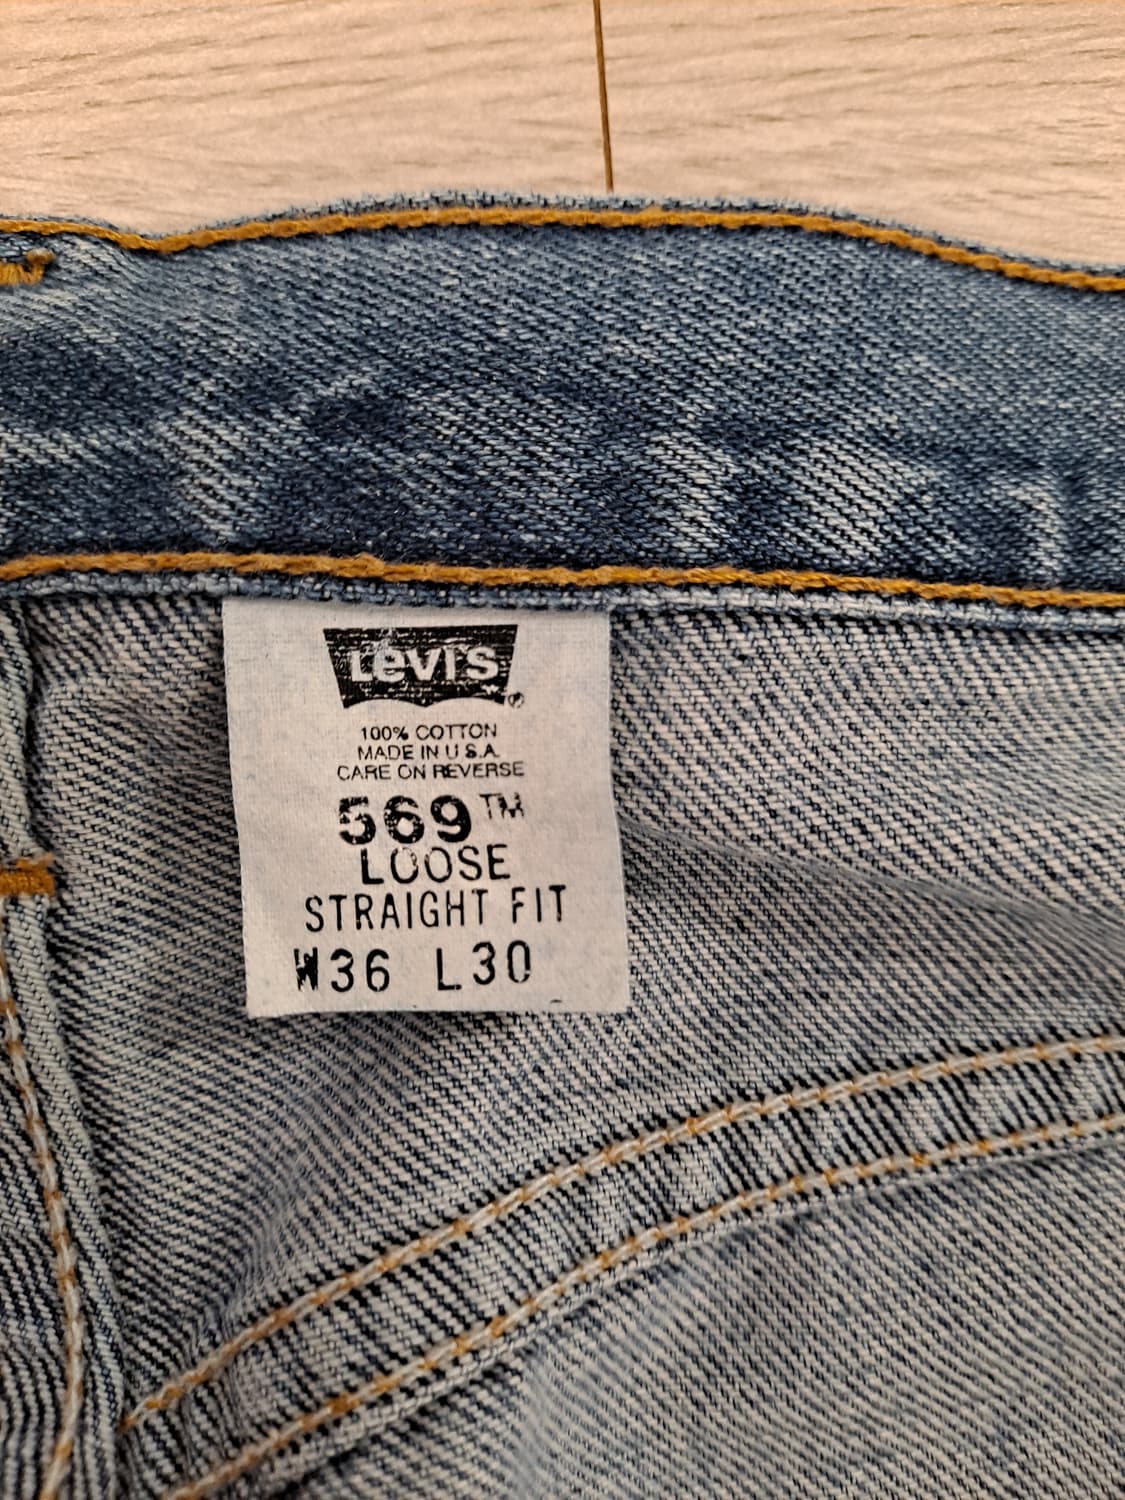 Levi's ®
100% COTTON
MADE IN U.S.A.
CARE ON REVERSE
569™
LOOSE
STRAIGHT FIT
W36 L30